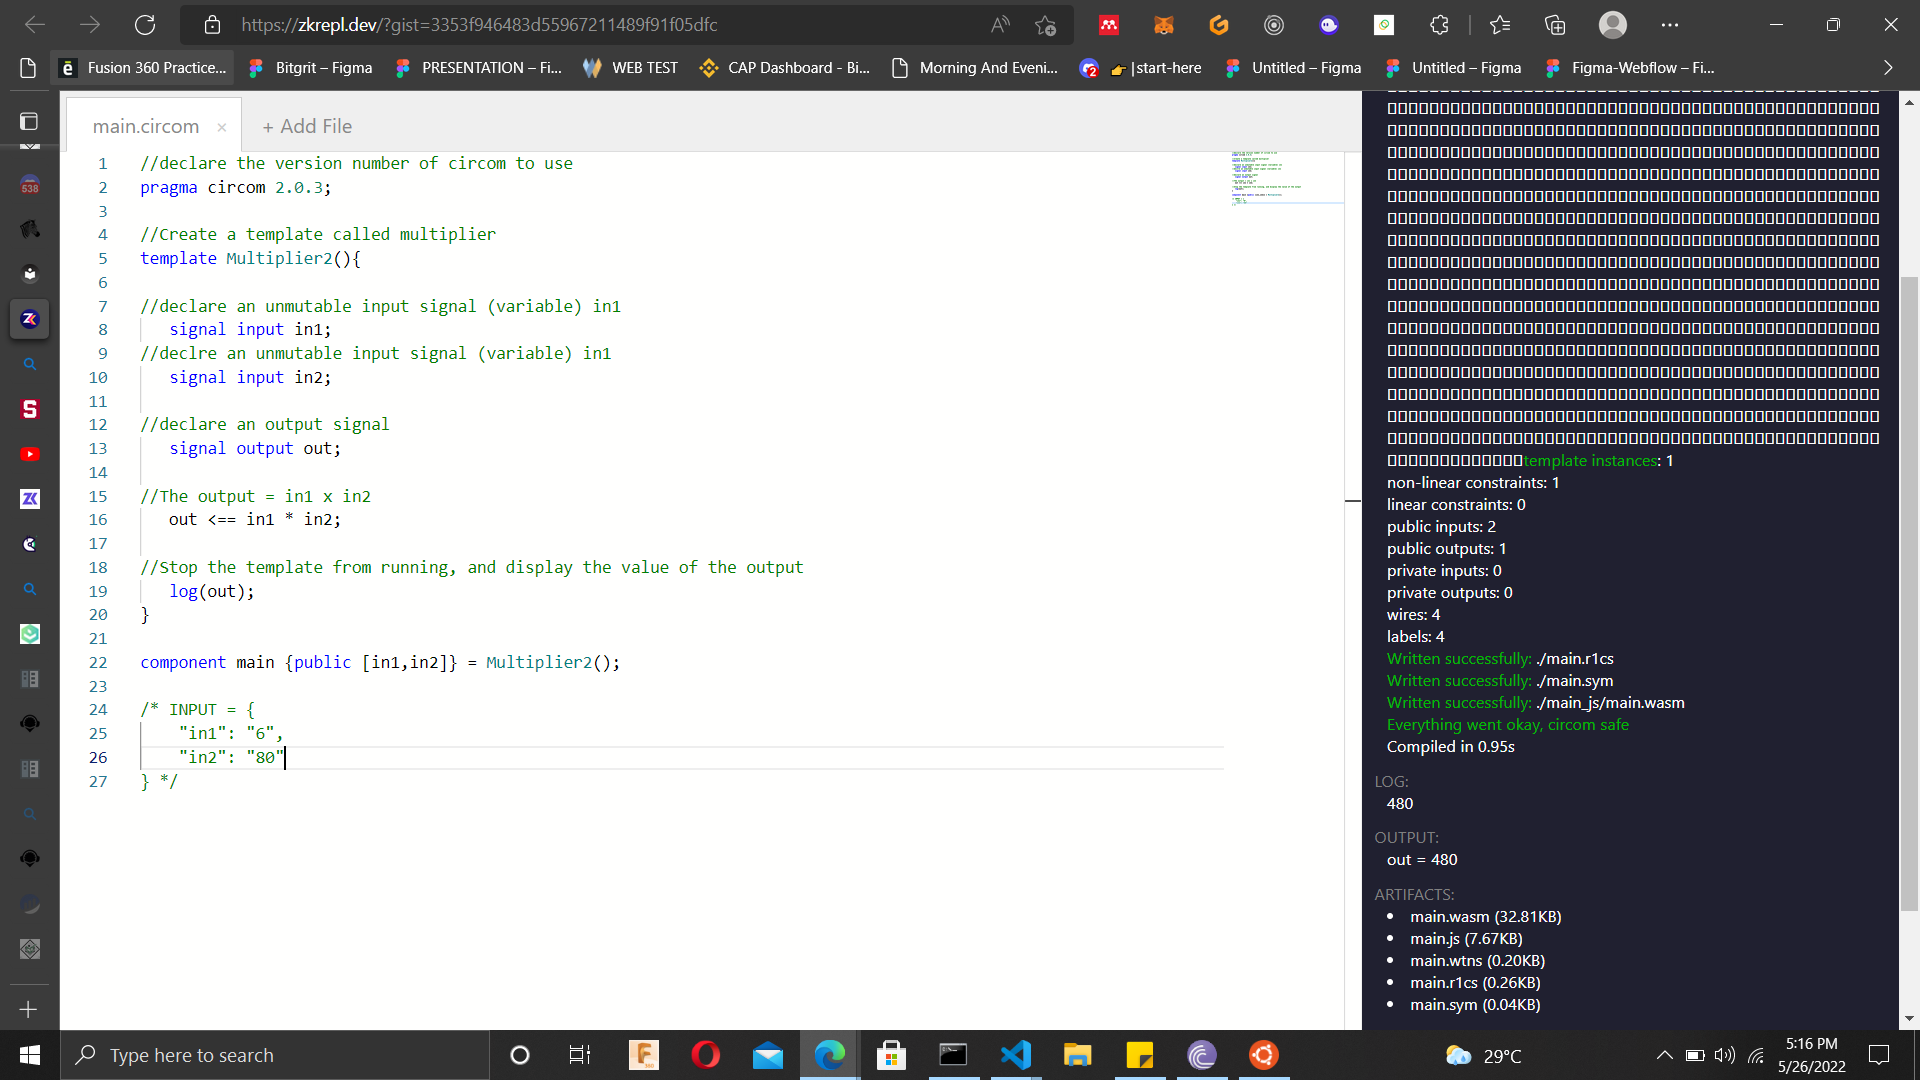 https://zkrepl.dev/?gist=3353f946483d55967211489f91f05dfc
Fusion 360 Practice...
Bitgrit – Figma
PRESENTATION – Fi...
WEB TEST
CAP Dashboard - Bi...
Morning And Eveni...
|start-here
Untitled – Figma
Untitled – Figma
Figma-Webflow – Fi...
main.circom ×
+ Add File
1 //declare the version number of circom to use
2 pragma circom 2.0.3;
3
4 //Create a template called multiplier
5 template Multiplier2(){
6
7 //declare an unmutable input signal (variable) in1
8 signal input in1;
9 //declre an unmutable input signal (variable) in1
10 signal input in2;
11
12 //declare an output signal
13 signal output out;
14
15 //The output = in1 x in2
16 out <== in1 * in2;
17
18 //Stop the template from running, and display the value of the output
19 log(out);
20 }
21
22 component main {public [in1,in2]} = Multiplier2();
23
24 /* INPUT = {
25 "in1": "6",
26 "in2": "80"
27 } */
template instances: 1
non-linear constraints: 1
linear constraints: 0
public inputs: 2
public outputs: 1
private inputs: 0
private outputs: 0
wires: 4
labels: 4
Written successfully: ./main.r1cs
Written successfully: ./main.sym
Written successfully: ./main_js/main.wasm
Everything went okay, circom safe
Compiled in 0.95s
LOG:
480
OUTPUT:
out = 480
ARTIFACTS:
• main.wasm (32.81KB)
• main.js (7.67KB)
• main.wtns (0.20KB)
• main.r1cs (0.26KB)
• main.sym (0.04KB)
538
Type here to search
29°C
5:16 PM
5/26/2022